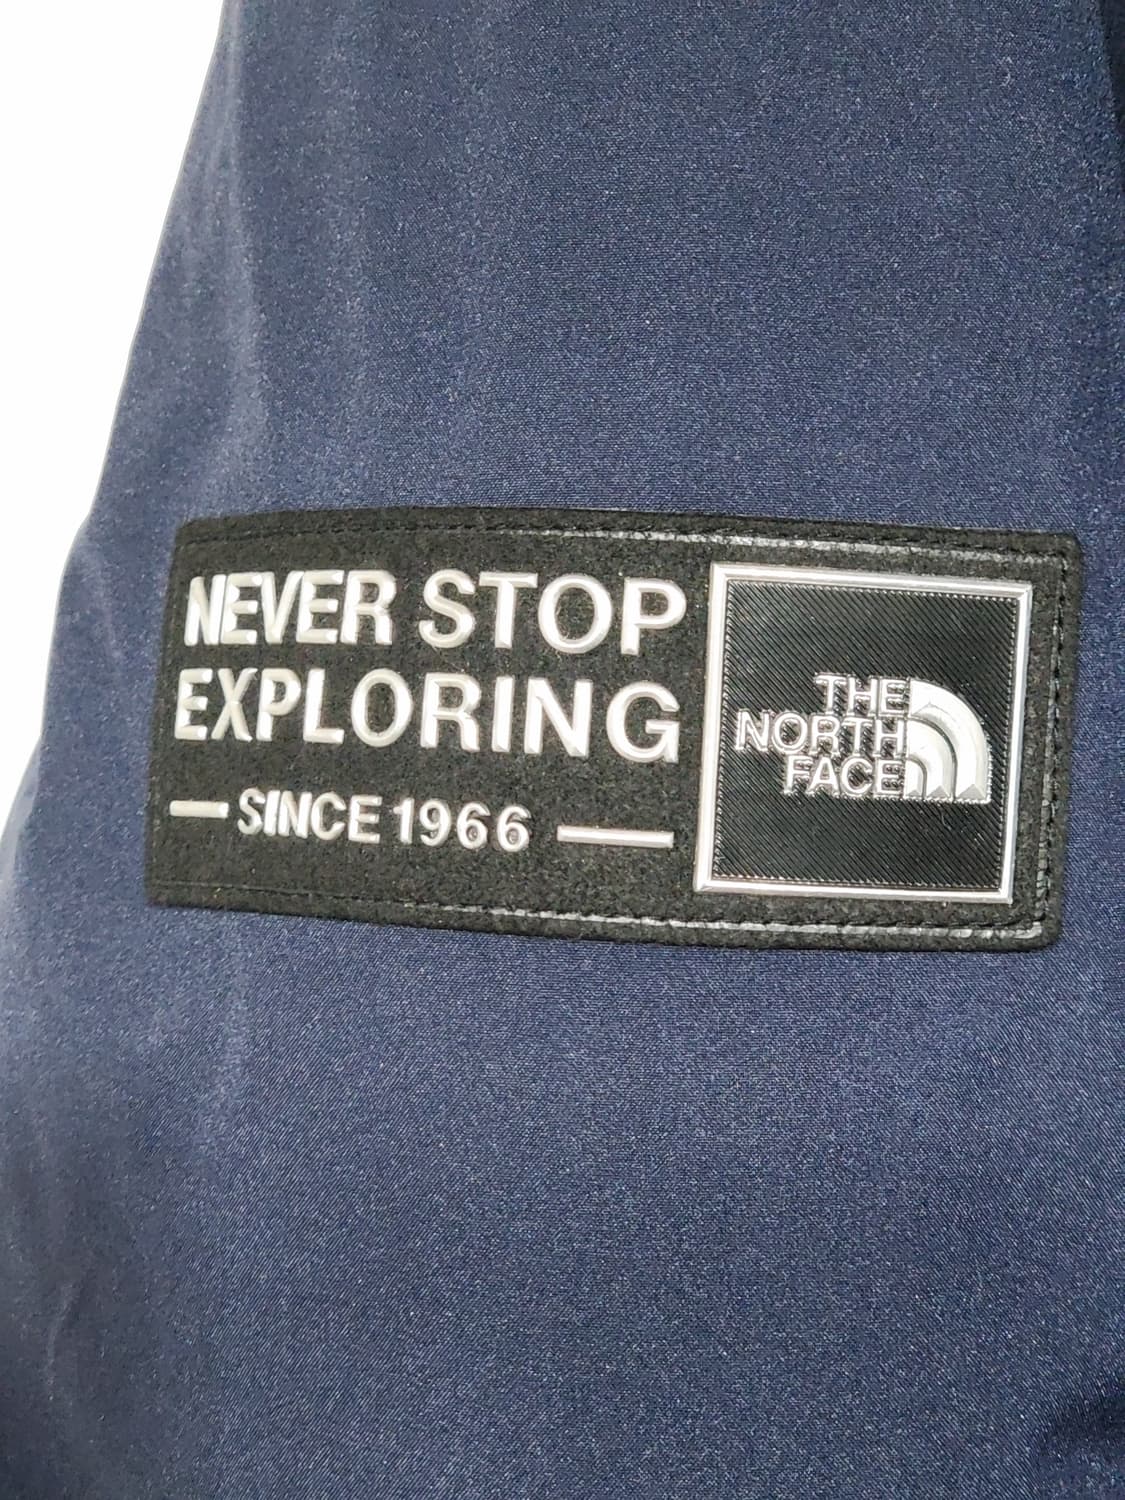 NEVER STOP
EXPLORING
SINCE 1966
THE
NORTH
FACE